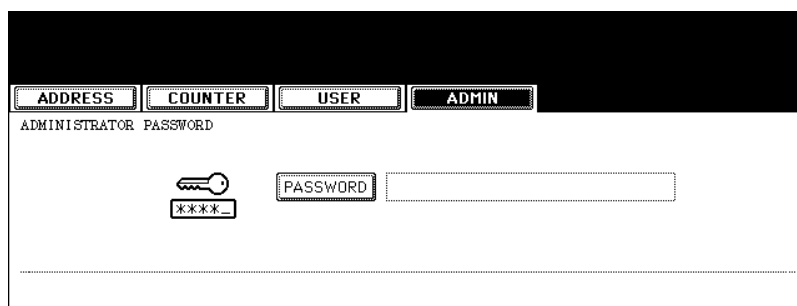 ADDRESS COUNTER USER ADMIN
ADMINISTRATOR PASSWORD
PASSWORD
****_